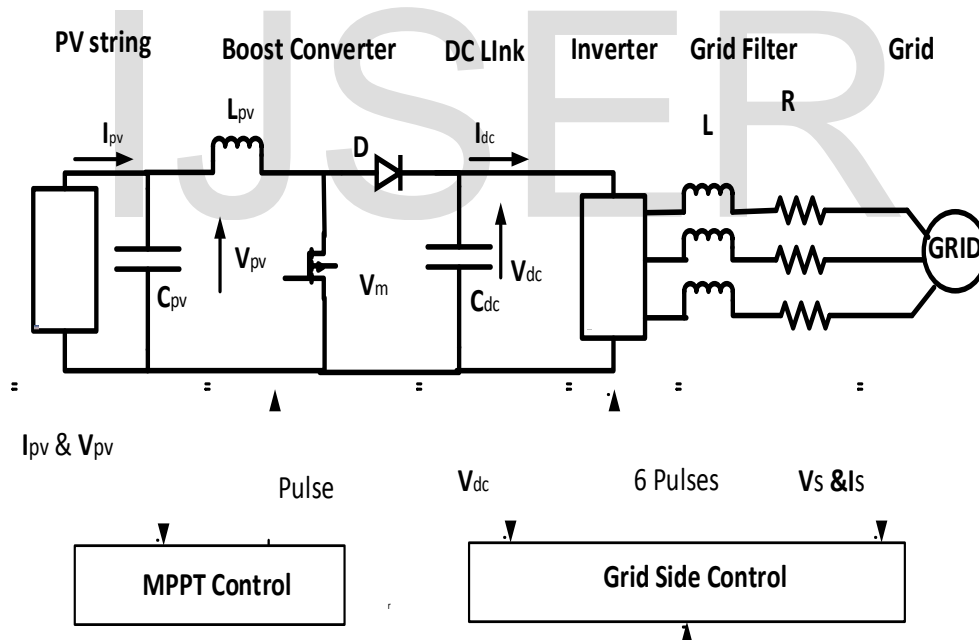 IJSER
PV string Boost Converter DC LInk Inverter Grid Filter Grid
R
L
Lpv
Ipv
D
Idc
Vpv
Vm
Vdc
Cpv
Cdc
GRID
Ipv & Vpv
Pulse Vdc 6 Pulses Vs &Is
MPPT Control
Grid Side Control
r